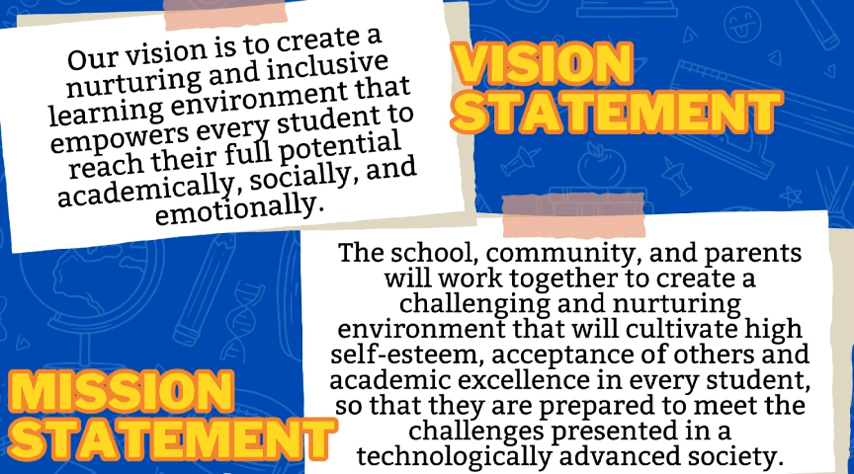 Our vision is to create a
nurturing and inclusive
learning environment that
empowers every student to
reach their full potential
academically, socially, and
emotionally.
VISION
STATEMENT
The school, community, and parents
will work together to create a
challenging and nurturing
environment that will cultivate high
self-esteem, acceptance of others and
academic excellence in every student,
so that they are prepared to meet the
challenges presented in a
technologically advanced society.
MISSION
STATEMENT